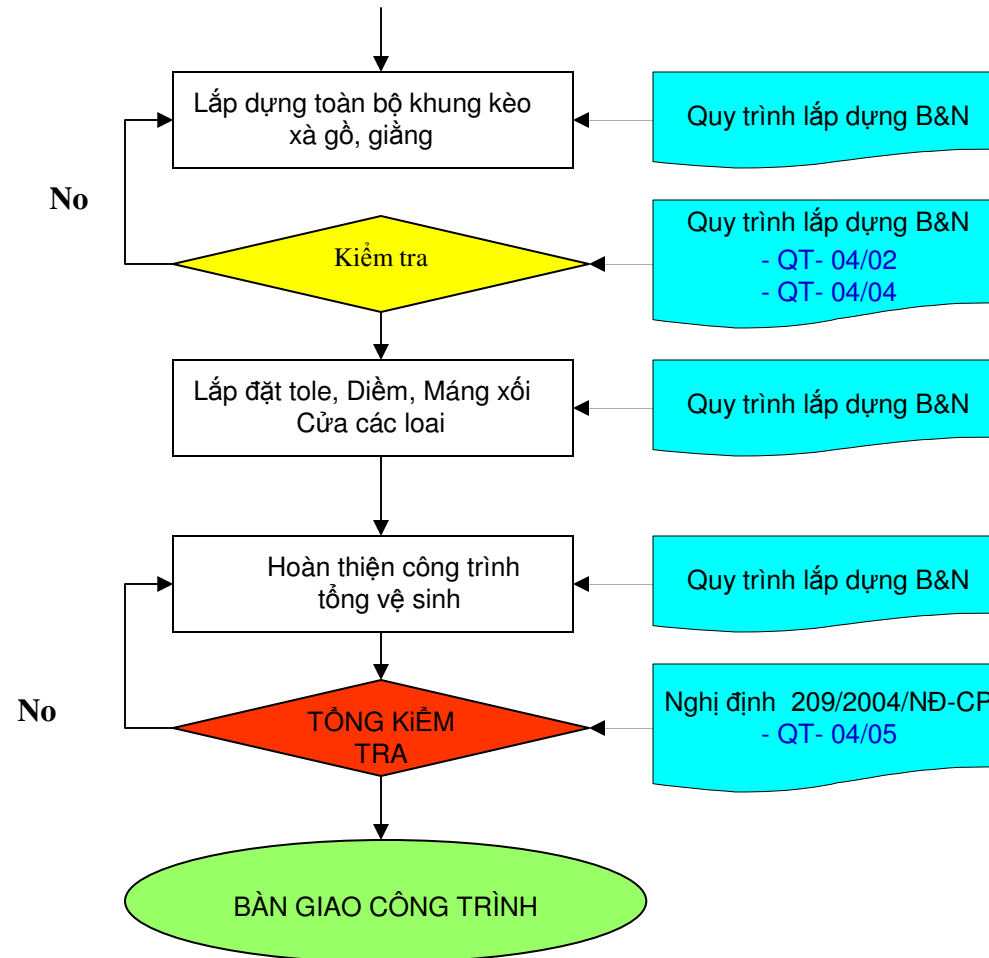 Lắp dựng toàn bộ khung kèo
xà gồ, giằng
Quy trình lắp dựng B&N
No
Kiểm tra
Quy trình lắp dựng B&N
- QT- 04/02
- QT- 04/04
Lắp đặt tole, Diềm, Máng xối
Cửa các loai
Quy trình lắp dựng B&N
Hoàn thiện công trình
tổng vệ sinh
Quy trình lắp dựng B&N
No
TỔNG KiỂM
TRA
Nghị định 209/2004/NĐ-CP
- QT- 04/05
BÀN GIAO CÔNG TRÌNH